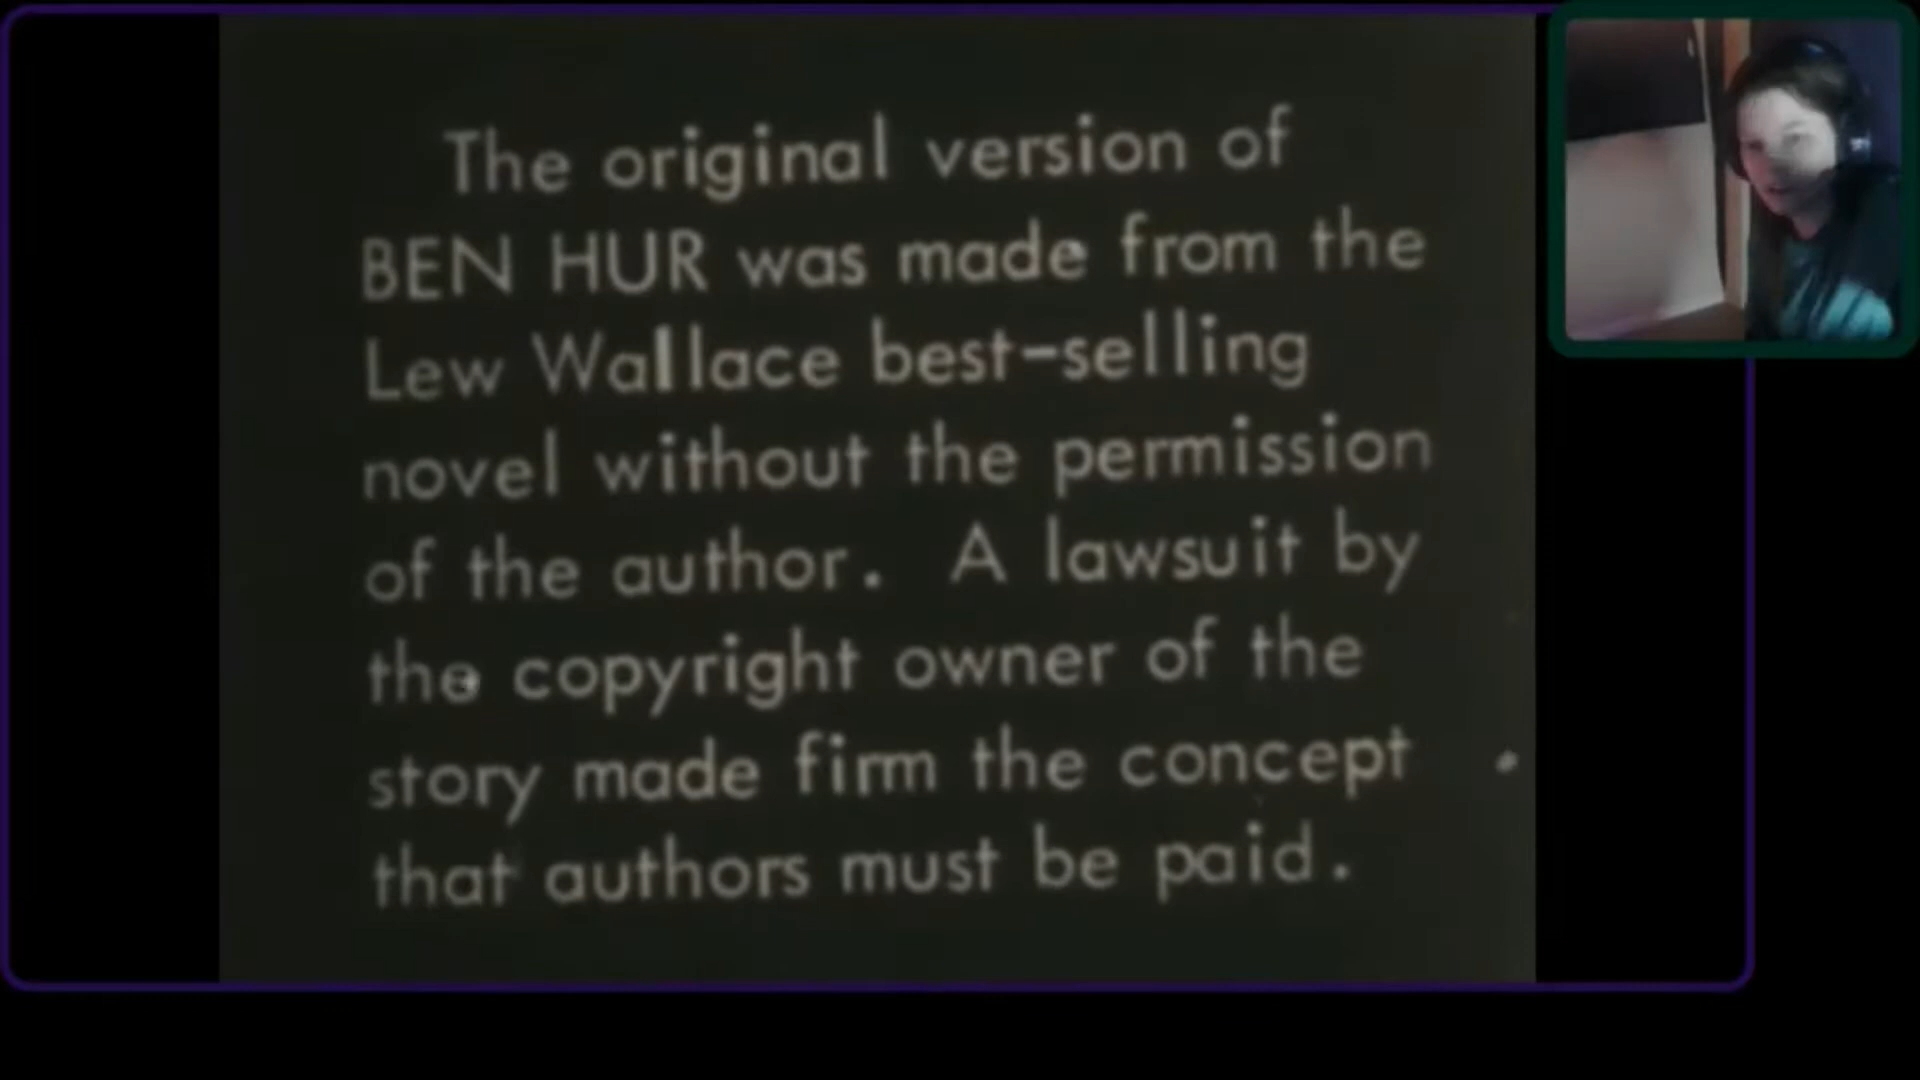 The original version of
BEN HUR was made from the
Lew Wallace best-selling
novel without the permission
of the author. A lawsuit by
the copyright owner of the
story made firm the concept
that authors must be paid.